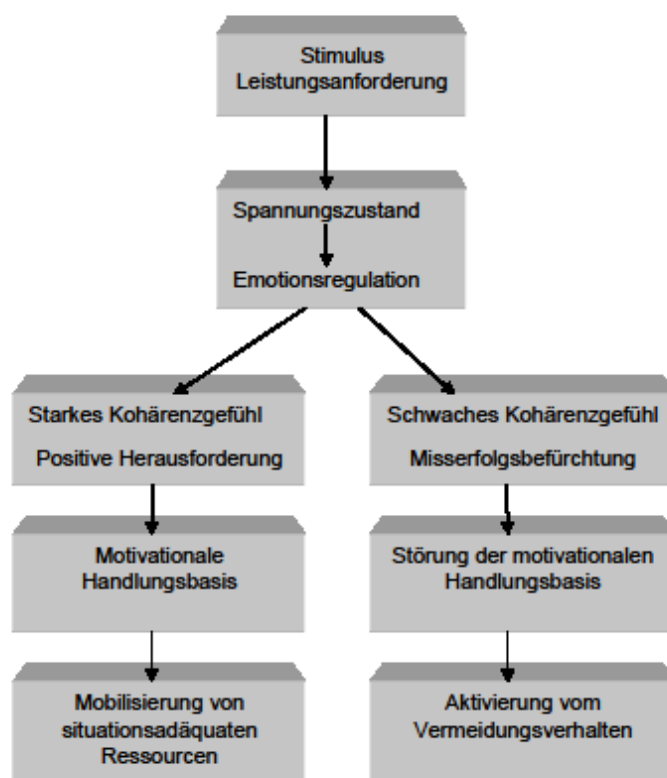 Stimulus
Leistungsanforderung
Spannungszustand
Emotionsregulation
Starkes Kohärenzgefühl
Positive Herausforderung
Schwaches Kohärenzgefühl
Misserfolgsbefürchtung
Motivationale
Handlungsbasis
Störung der motivationalen
Handlungsbasis
Mobilisierung von
situationsadäquaten
Ressourcen
Aktivierung vom
Vermeidungsverhalten